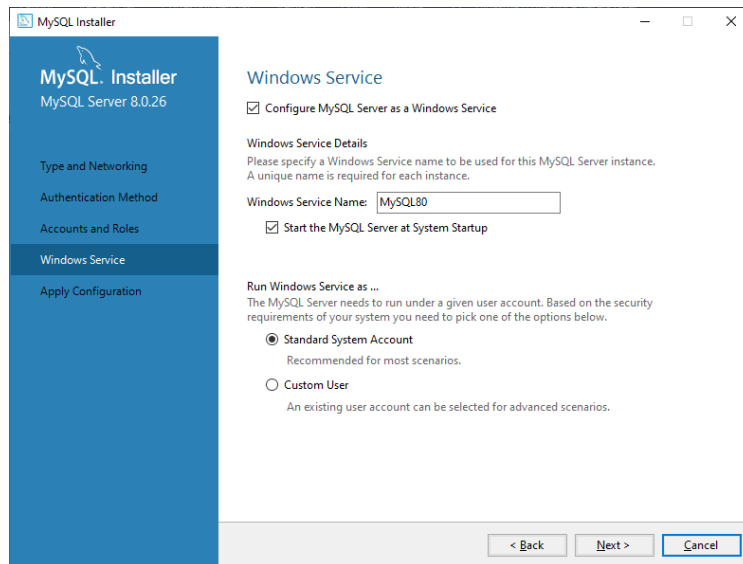 MySQL Installer
MySQL. Installer
MySQL Server 8.0.26
Type and Networking
Authentication Method
Accounts and Roles
Windows Service
Apply Configuration
Windows Service
Configure MySQL Server as a Windows Service
Windows Service Details
Please specify a Windows Service name to be used for this MySQL Server instance.
A unique name is required for each instance.
Windows Service Name: MySQL80
Start the MySQL Server at System Startup
Run Windows Service as ...
The MySQL Server needs to run under a given user account. Based on the security
requirements of your system you need to pick one of the options below.
Standard System Account
Recommended for most scenarios.
Custom User
An existing user account can be selected for advanced scenarios.
< Back Next > Cancel